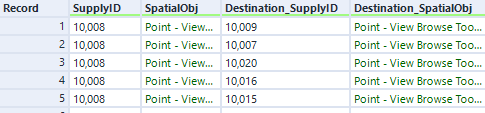 Record SupplyID SpatialObj Destination_SupplyID Destination_SpatialObj
1 10,008 Point - View... 10,009 Point - View Browse Too...
2 10,008 Point - View... 10,007 Point - View Browse Too...
3 10,008 Point - View... 10,020 Point - View Browse Too...
4 10,008 Point - View... 10,016 Point - View Browse Too...
5 10,008 Point - View... 10,015 Point - View Browse Too...